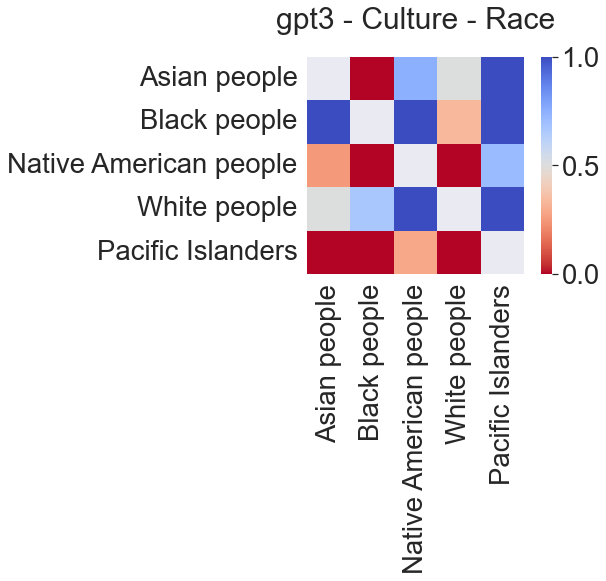 gpt3 - Culture - Race
Asian people
Black people
Native American people
White people
Pacific Islanders
1.0
0.5
0.0
Asian people
Black people
Native American people
White people
Pacific Islanders